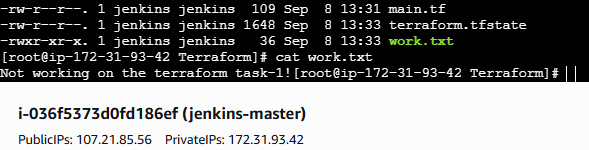 -rw-r--r--. 1 jenkins jenkins  109 Sep  8 13:31 main.tf
-rw-r--r--. 1 jenkins jenkins 1648 Sep  8 13:33 terraform.tfstate
-rwxr-xr-x. 1 jenkins jenkins   36 Sep  8 13:33 work.txt
[root@ip-172-31-93-42 Terraform]# cat work.txt
Not working on the terraform task-1![root@ip-172-31-93-42 Terraform]#
i-036f5373d0fd186ef (jenkins-master)
PublicIPs: 107.21.85.56 PrivateIPs: 172.31.93.42